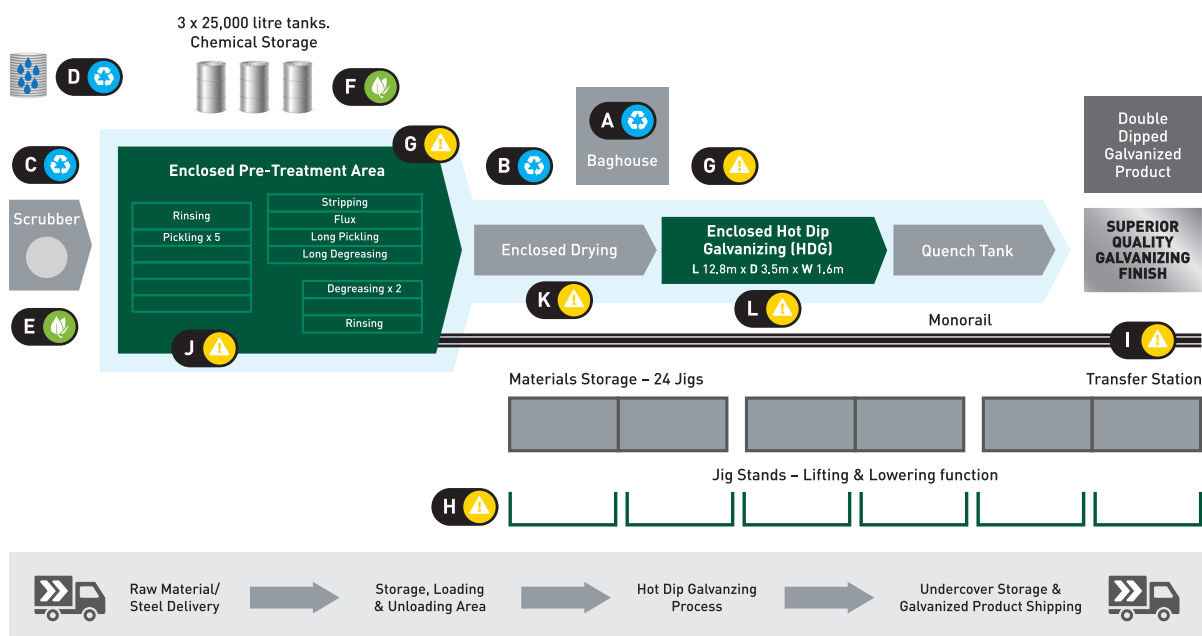 3 x 25,000 litre tanks.
Chemical Storage
D
F
G
A
Baghouse
B
G
Double
Dipped
Galvanized
Product
C
Scrubber
E
Enclosed Pre-Treatment Area
Rinsing
Pickling x 5
Stripping
Flux
Long Pickling
Long Degreasing
Degreasing x 2
Rinsing
J
Enclosed Drying
K
Enclosed Hot Dip
Galvanizing (HDG)
L 12.8m x D 3.5m x W 1.6m
L
Quench Tank
SUPERIOR
QUALITY
GALVANIZING
FINISH
Monorail
I
Materials Storage – 24 Jigs
Transfer Station
Jig Stands – Lifting & Lowering function
H
Raw Material/
Steel Delivery
Storage, Loading
& Unloading Area
Hot Dip Galvanzing
Process
Undercover Storage &
Galvanized Product Shipping